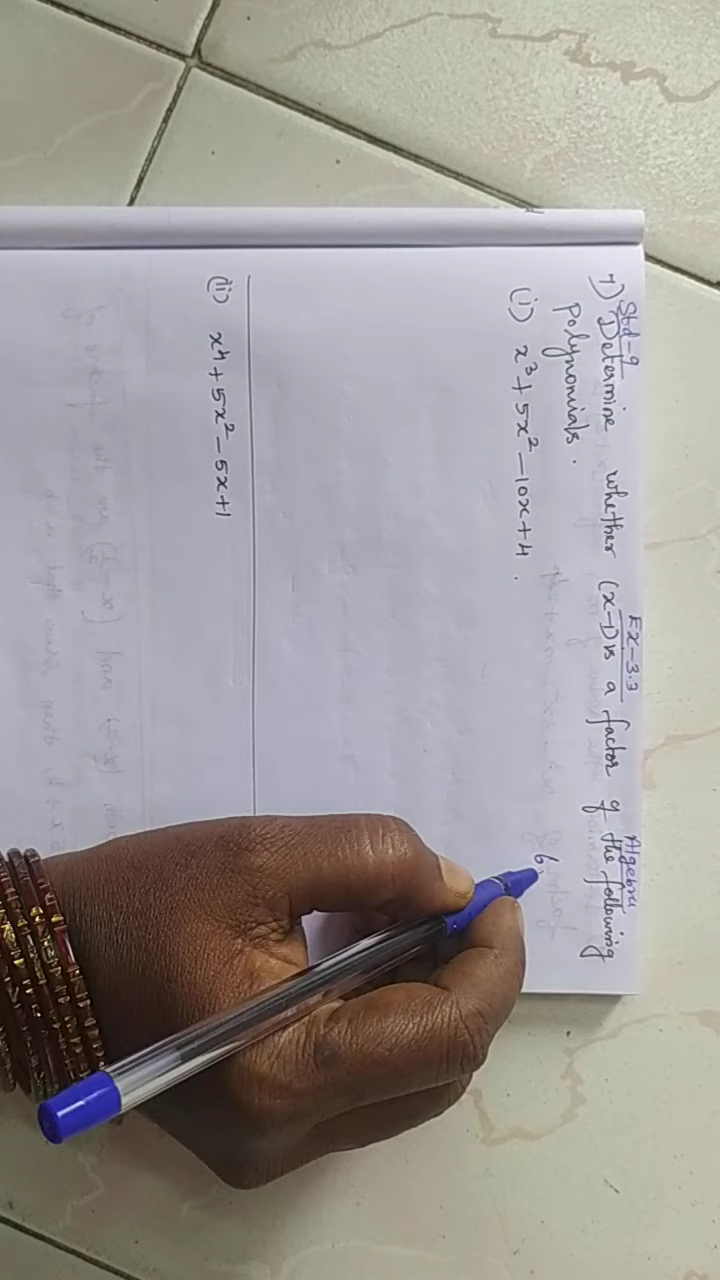 Std-9 Ex-3.3 Algebra
7) Determine whether (x-1) is a factor of the following
polynomials.
(i) x³+5x²-10x+4.
6,
(ii) x⁴+5x²-5x+1